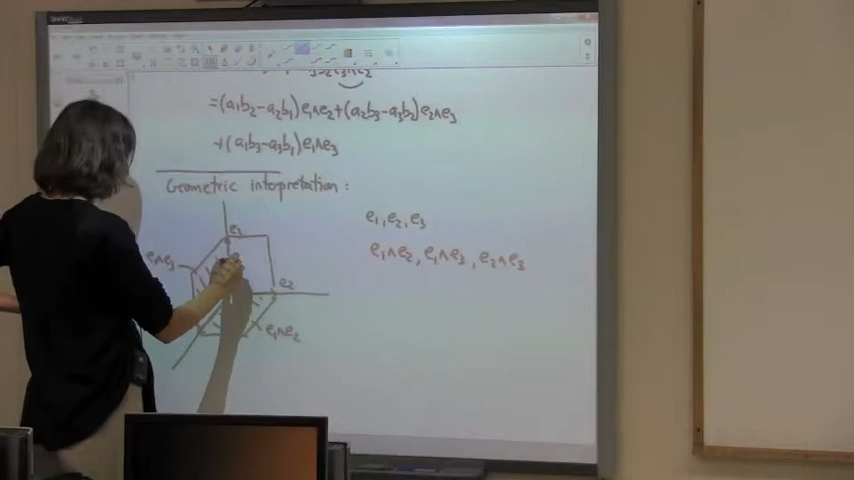 =(a₁b₂-a₂b₁)e₁∧e₂+(a₂b₃-a₃b₂)e₂∧e₃
+(a₁b₃-a₃b₁)e₁∧e₃
Geometric intorpretation:
e₁, e₂, e₃
e₁∧e₂, e₁∧e₃, e₂∧e₃
e₃
e₁∧e₃
e₂
e₁∧e₂